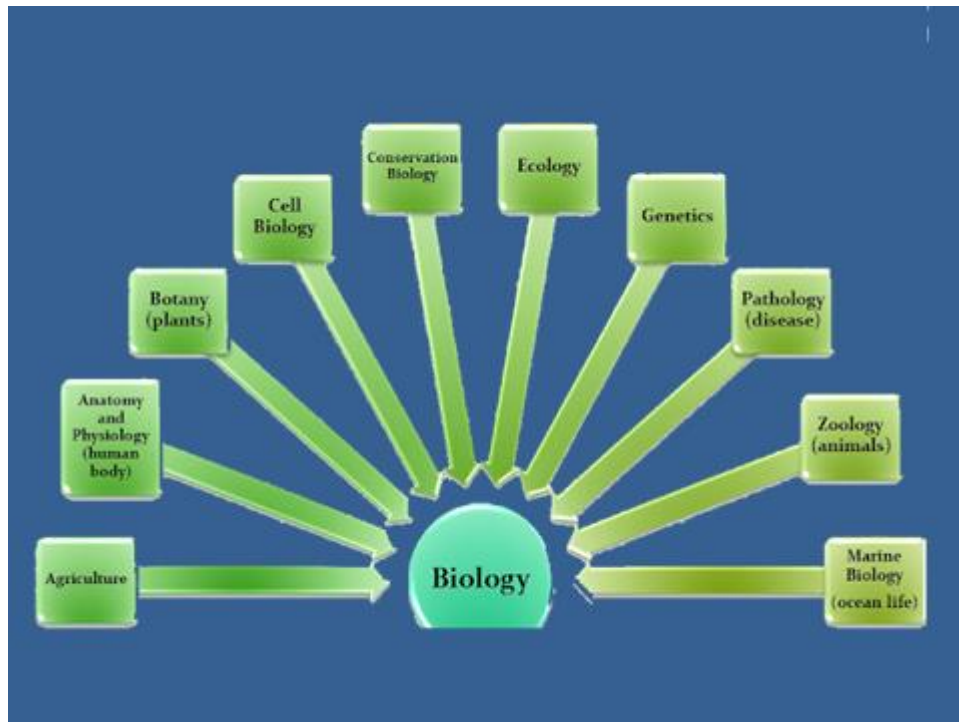 Agriculture
Anatomy
and
Physiology
(human
body)
Botany
(plants)
Cell
Biology
Conservation
Biology
Ecology
Genetics
Pathology
(disease)
Zoology
(animals)
Marine
Biology
(ocean life)
Biology